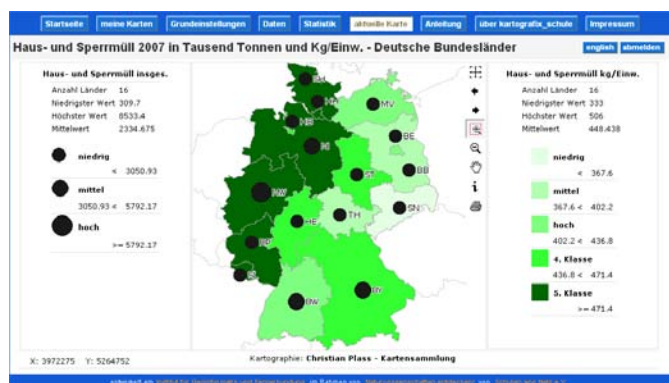 Startseite
meine Karten
Grundeinstellungen
Daten
Statistik
aktuelle Karte
Anleitung
über kartografix_schule
Impressum
Haus- und Sperrmüll 2007 in Tausend Tonnen und Kg/Einw. - Deutsche Bundesländer
english
abmelden
Haus- und Sperrmüll insges.
Anzahl Länder 16
Niedrigster Wert 309.7
Höchster Wert 8533.4
Mittelwert 2334.675
niedrig
< 3050.93
mittel
3050.93 < 5792.17
hoch
>= 5792.17
SH
HH
MV
HB
NI
BE
BB
ST
NW
SN
HE
TH
RP
SL
BW
BY
i
Haus- und Sperrmüll kg/Einw.
Anzahl Länder 16
Niedrigster Wert 333
Höchster Wert 506
Mittelwert 448.438
niedrig
< 367.6
mittel
367.6 < 402.2
hoch
402.2 < 436.8
4. Klasse
436.8 < 471.4
5. Klasse
>= 471.4
X: 3972275 Y: 5264752
Kartographie: Christian Plass - Kartensammlung